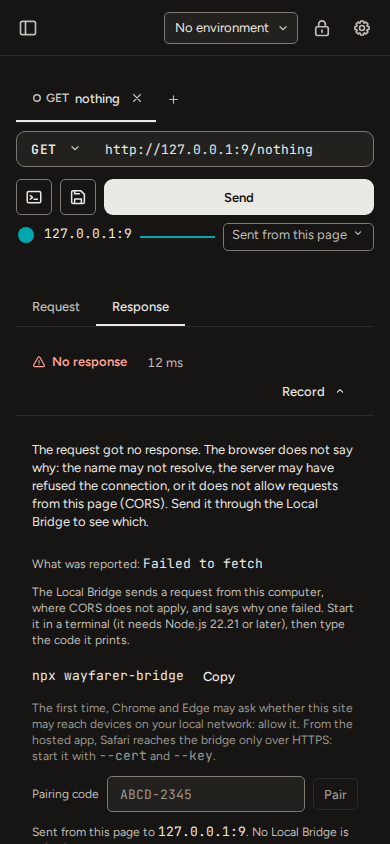 No environment
GET nothing
GET http://127.0.0.1:9/nothing
Send
127.0.0.1:9 Sent from this page
Request Response
No response 12 ms
Record
The request got no response. The browser does not say
why: the name may not resolve, the server may have
refused the connection, or it does not allow requests
from this page (CORS). Send it through the Local
Bridge to see which.
What was reported: Failed to fetch
The Local Bridge sends a request from this computer,
where CORS does not apply, and says why one failed. Start
it in a terminal (it needs Node.js 22.21 or later), then type
the code it prints.
npx wayfarer-bridge Copy
The first time, Chrome and Edge may ask whether this site
may reach devices on your local network: allow it. From the
hosted app, Safari reaches the bridge only over HTTPS:
start it with --cert and --key.
Pairing code ABCD-2345 Pair
Sent from this page to 127.0.0.1:9. No Local Bridge is